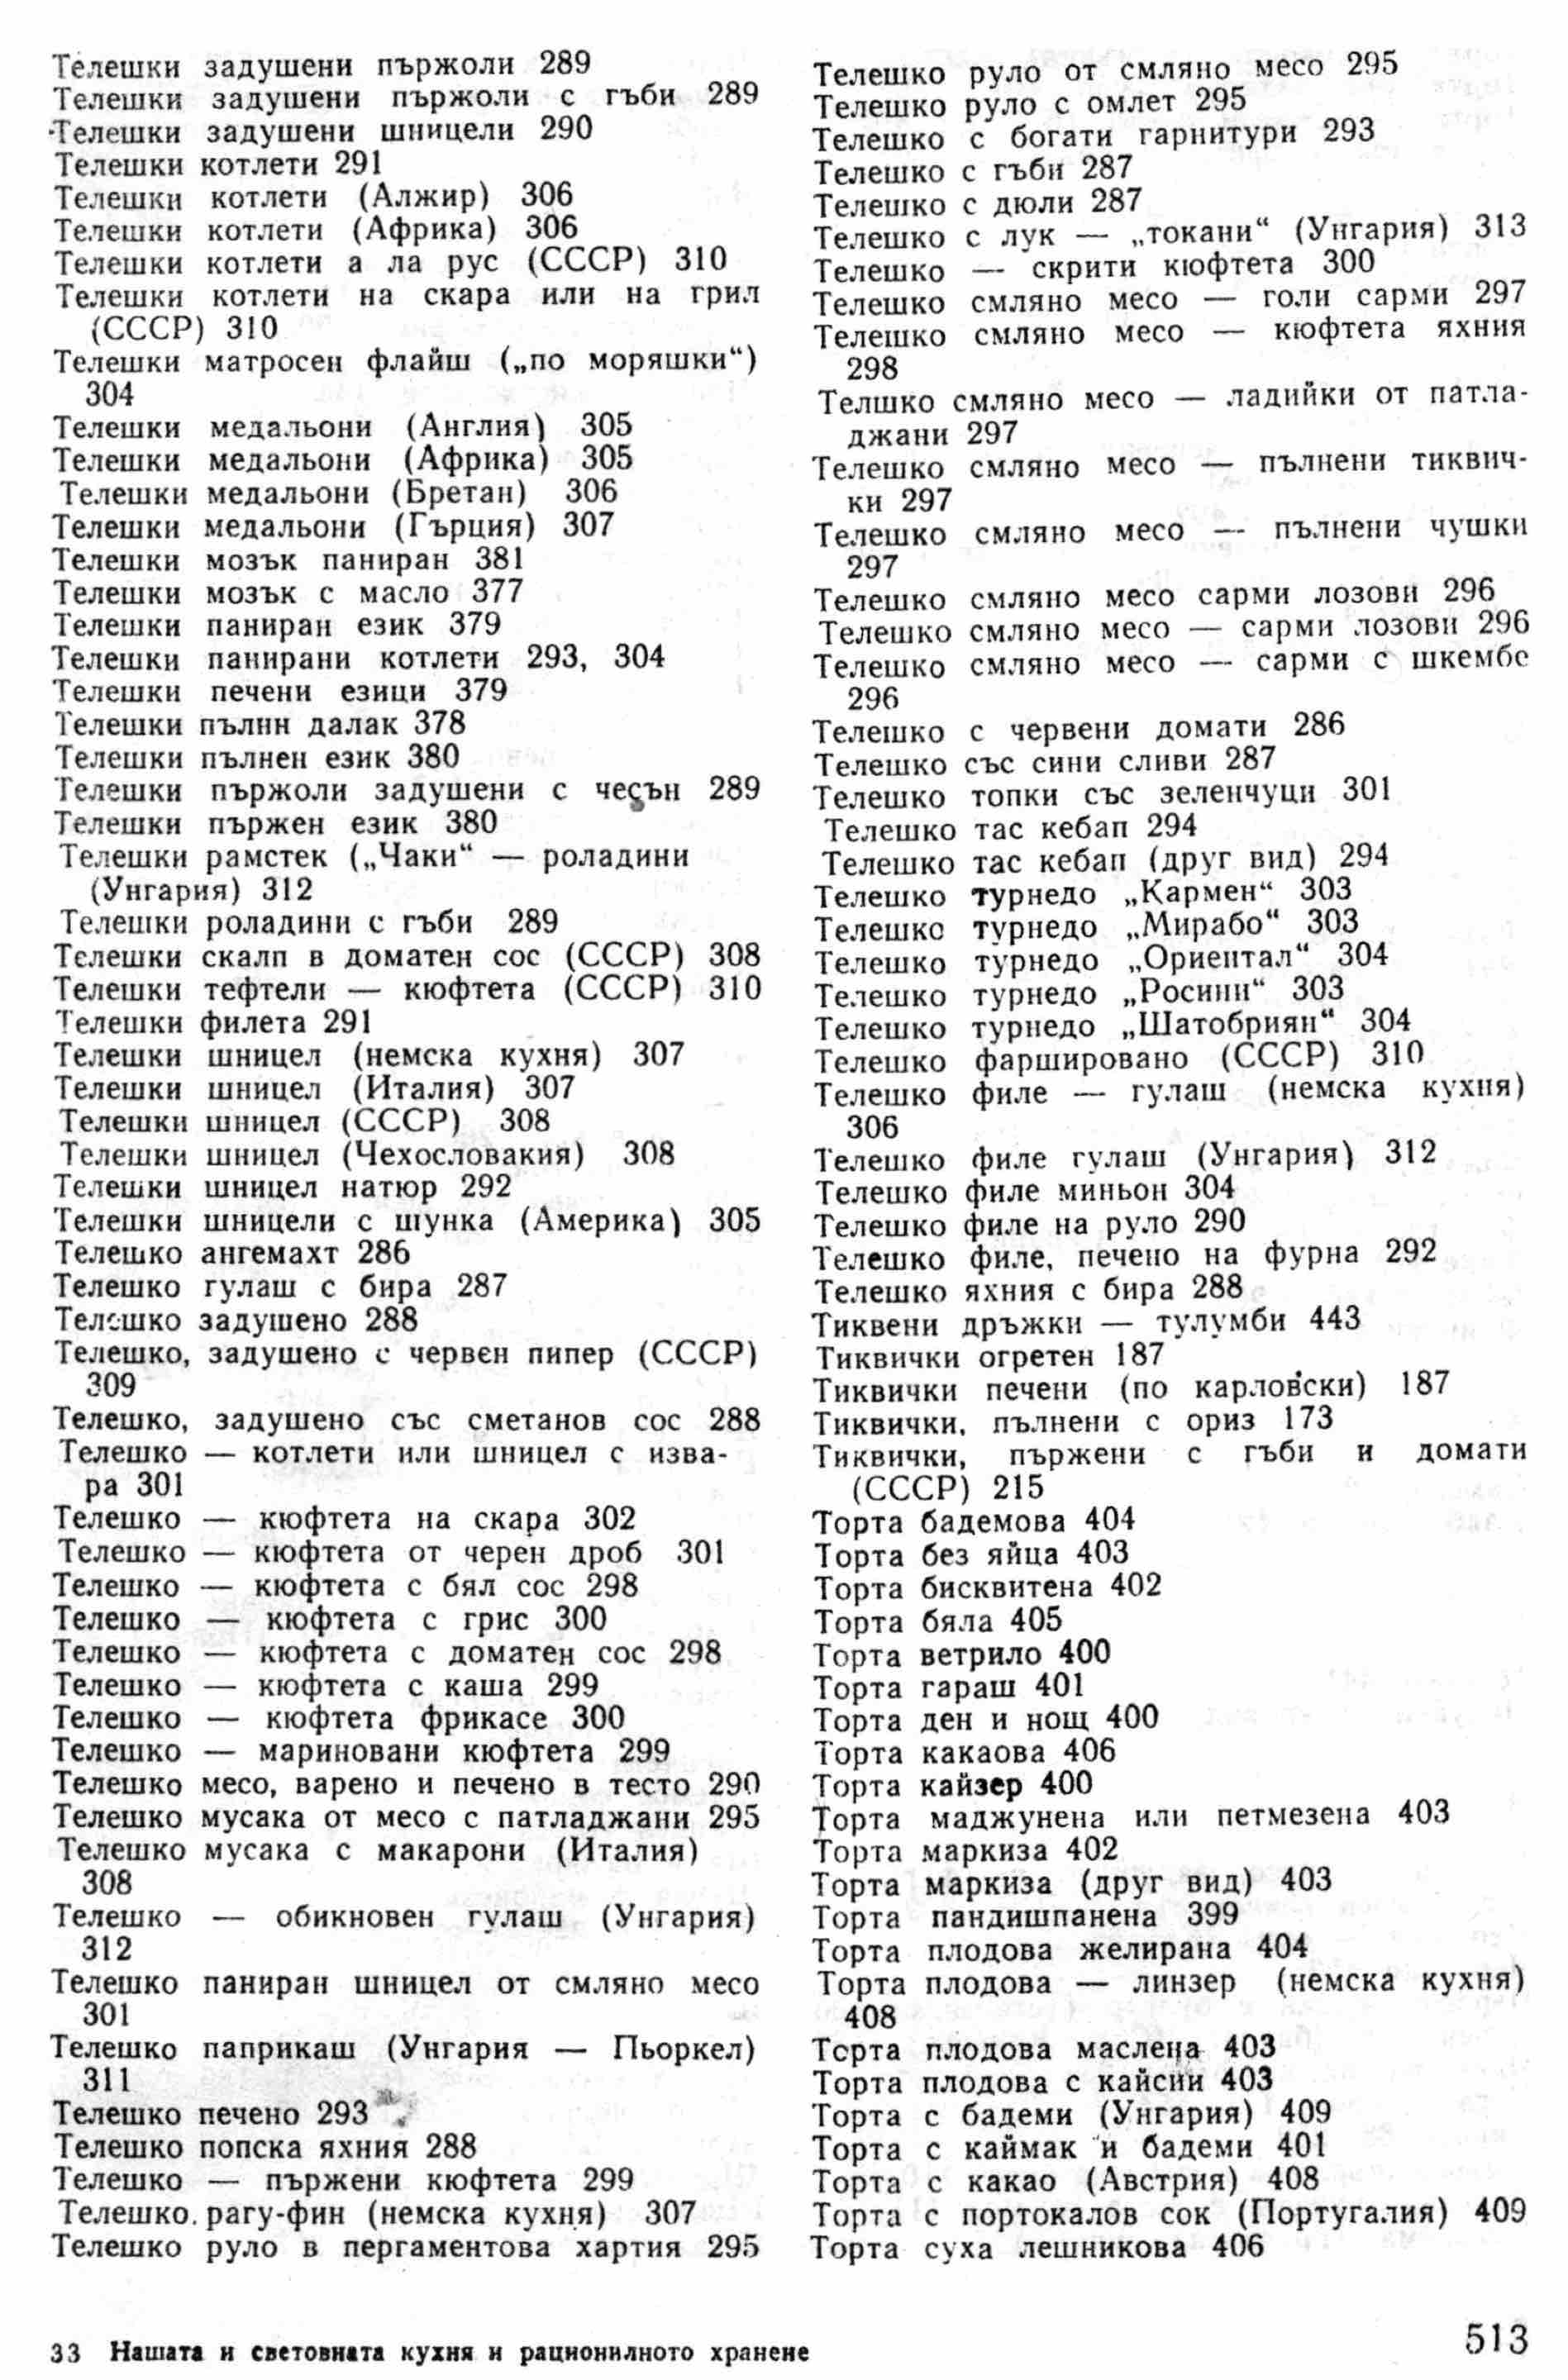 Телешки задушени пържоли 289
Телешки задушени пържоли с гъби 289
Телешки задушени шницели 290
Телешки котлети 291
Телешки котлети (Алжир) 306
Телешки котлети (Африка) 306
Телешки котлети а ла рус (СССР) 310
Телешки котлети на скара или на грил
(СССР) 310
Телешки матросен флайш („по моряшки“)
304
Телешки медальони (Англия) 305
Телешки медальони (Африка) 305
Телешки медальони (Бретан) 306
Телешки медальони (Гърция) 307
Телешки мозък паниран 381
Телешки мозък с масло 377
Телешки паниран език 379
Телешки панирани котлети 293, 304
Телешки печени езици 379
Телешки пълнн далак 378
Телешки пълнен език 380
Телешки пържоли задушени с чесън 289
Телешки пържен език 380
Телешки рамстек („Чаки“ — роладини
(Унгария) 312
Телешки роладини с гъби 289
Телешки скалп в доматен сос (СССР) 308
Телешки тефтели — кюфтета (СССР) 310
Телешки филета 291
Телешки шницел (немска кухня) 307
Телешки шницел (Италия) 307
Телешки шницел (СССР) 308
Телешки шницел (Чехословакия) 308
Телешки шницел натюр 292
Телешки шницели с шунка (Америка) 305
Телешко ангемахт 286
Телешко гулаш с бира 287
Телешко задушено 288
Телешко, задушено с червен пипер (СССР)
309
Телешко, задушено със сметанов сос 288
Телешко — котлети или шницел с изва-
ра 301
Телешко — кюфтета на скара 302
Телешко — кюфтета от черен дроб 301
Телешко — кюфтета с бял сос 298
Телешко — кюфтета с грис 300
Телешко — кюфтета с доматен сос 298
Телешко — кюфтета с каша 299
Телешко — кюфтета фрикасе 300
Телешко — мариновани кюфтета 299
Телешко месо, варено и печено в тесто 290
Телешко мусака от месо с патладжани 295
Телешко мусака с макарони (Италия)
308
Телешко — обикновен гулаш (Унгария)
312
Телешко паниран шницел от смляно месо
301
Телешко паприкаш (Унгария — Пьоркел)
311
Телешко печено 293
Телешко попска яхния 288
Телешко — пържени кюфтета 299
Телешко. рагу-фин (немска кухня) 307
Телешко руло в пергаментова хартия 295
Телешко руло от смляно месо 295
Телешко руло с омлет 295
Телешко с богати гарнитури 293
Телешко с гъби 287
Телешко с дюли 287
Телешко с лук — „токани“ (Унгария) 313
Телешко — скрити кюфтета 300
Телешко смляно месо — голи сарми 297
Телешко смляно месо — кюфтета яхния
298
Телшко смляно месо — ладийки от патла-
джани 297
Телешко смляно месо — пълнени тиквич-
ки 297
Телешко смляно месо — пълнени чушки
297
Телешко смляно месо сарми лозови 296
Телешко смляно месо — сарми лозови 296
Телешко смляно месо — сарми с шкембе
296
Телешко с червени домати 286
Телешко със сини сливи 287
Телешко топки със зеленчуци 301
Телешко тас кебап 294
Телешко тас кебап (друг вид) 294
Телешко турнедо „Кармен“ 303
Телешко турнедо „Мирабо“ 303
Телешко турнедо „Ориентал“ 304
Телешко турнедо „Росини“ 303
Телешко турнедо „Шатобриян“ 304
Телешко фаршировано (СССР) 310
Телешко филе — гулаш (немска кухня)
306
Телешко филе гулаш (Унгария) 312
Телешко филе миньон 304
Телешко филе на руло 290
Телешко филе, печено на фурна 292
Телешко яхния с бира 288
Тиквени дръжки — тулумби 443
Тиквички огретен 187
Тиквички печени (по карловски) 187
Тиквички, пълнени с ориз 173
Тиквички, пържени с гъби и домати
(СССР) 215
Торта бадемова 404
Торта без яйца 403
Торта бисквитена 402
Торта бяла 405
Торта ветрило 400
Торта гараш 401
Торта ден и нощ 400
Торта какаова 406
Торта кайзер 400
Торта маджунена или петмезена 403
Торта маркиза 402
Торта маркиза (друг вид) 403
Торта пандишпанена 399
Торта плодова желирана 404
Торта плодова — линзер (немска кухня)
408
Торта плодова маслена 403
Торта плодова с кайсии 403
Торта с бадеми (Унгария) 409
Торта с каймак и бадеми 401
Торта с какао (Австрия) 408
Торта с портокалов сок (Португалия) 409
Торта суха лешникова 406
33 Нашата и световната кухня и рационилното хранене
513